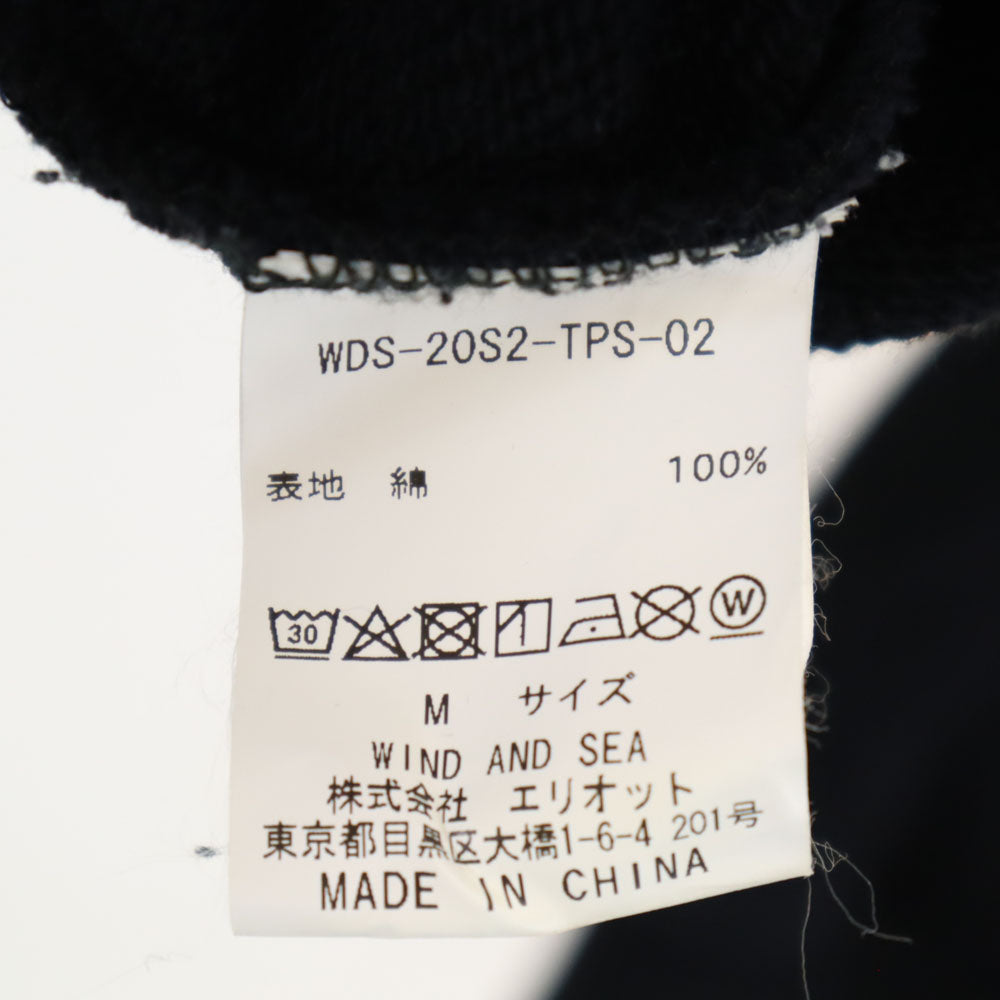 WDS-20S2-TPS-02
表地 綿 100%
30 W
M サイズ
WIND AND SEA
株式会社 エリオット
東京都目黒区大橋1-6-4 201号
MADE IN CHINA